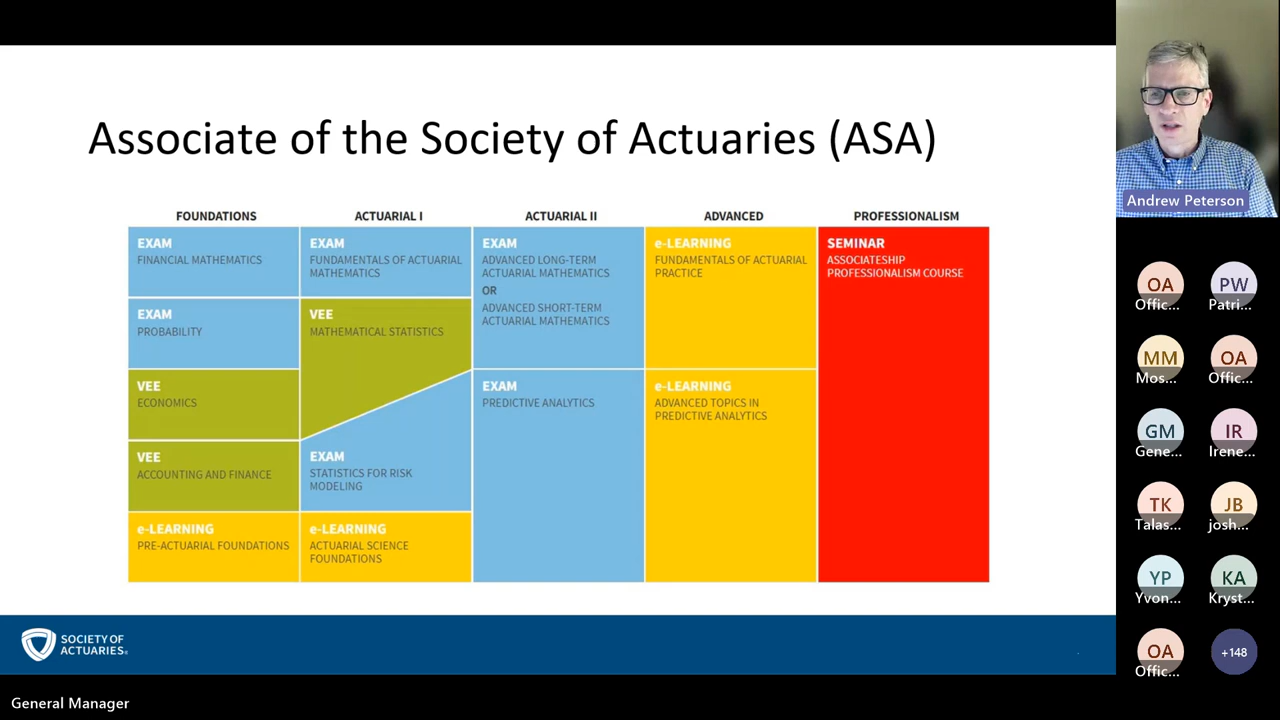 Associate of the Society of Actuaries (ASA)
FOUNDATIONS
EXAM
FINANCIAL MATHEMATICS
EXAM
PROBABILITY
VEE
ECONOMICS
VEE
ACCOUNTING AND FINANCE
e-LEARNING
PRE-ACTUARIAL FOUNDATIONS
ACTUARIAL I
EXAM
FUNDAMENTALS OF ACTUARIAL
MATHEMATICS
VEE
MATHEMATICAL STATISTICS
EXAM
STATISTICS FOR RISK
MODELING
e-LEARNING
ACTUARIAL SCIENCE
FOUNDATIONS
ACTUARIAL II
EXAM
ADVANCED LONG-TERM
ACTUARIAL MATHEMATICS
OR
ADVANCED SHORT-TERM
ACTUARIAL MATHEMATICS
EXAM
PREDICTIVE ANALYTICS
ADVANCED
e-LEARNING
FUNDAMENTALS OF ACTUARIAL
PRACTICE
e-LEARNING
ADVANCED TOPICS IN
PREDICTIVE ANALYTICS
PROFESSIONALISM
SEMINAR
ASSOCIATESHIP
PROFESSIONALISM COURSE
SOCIETY OF
ACTUARIES®
General Manager
Andrew Peterson
OA
Offic...
PW
Patri...
MM
Mos...
OA
Offic...
GM
Gene...
IR
Irene...
TK
Talas...
JB
josh...
YP
Yvon...
KA
Kryst...
OA
Offic...
+148